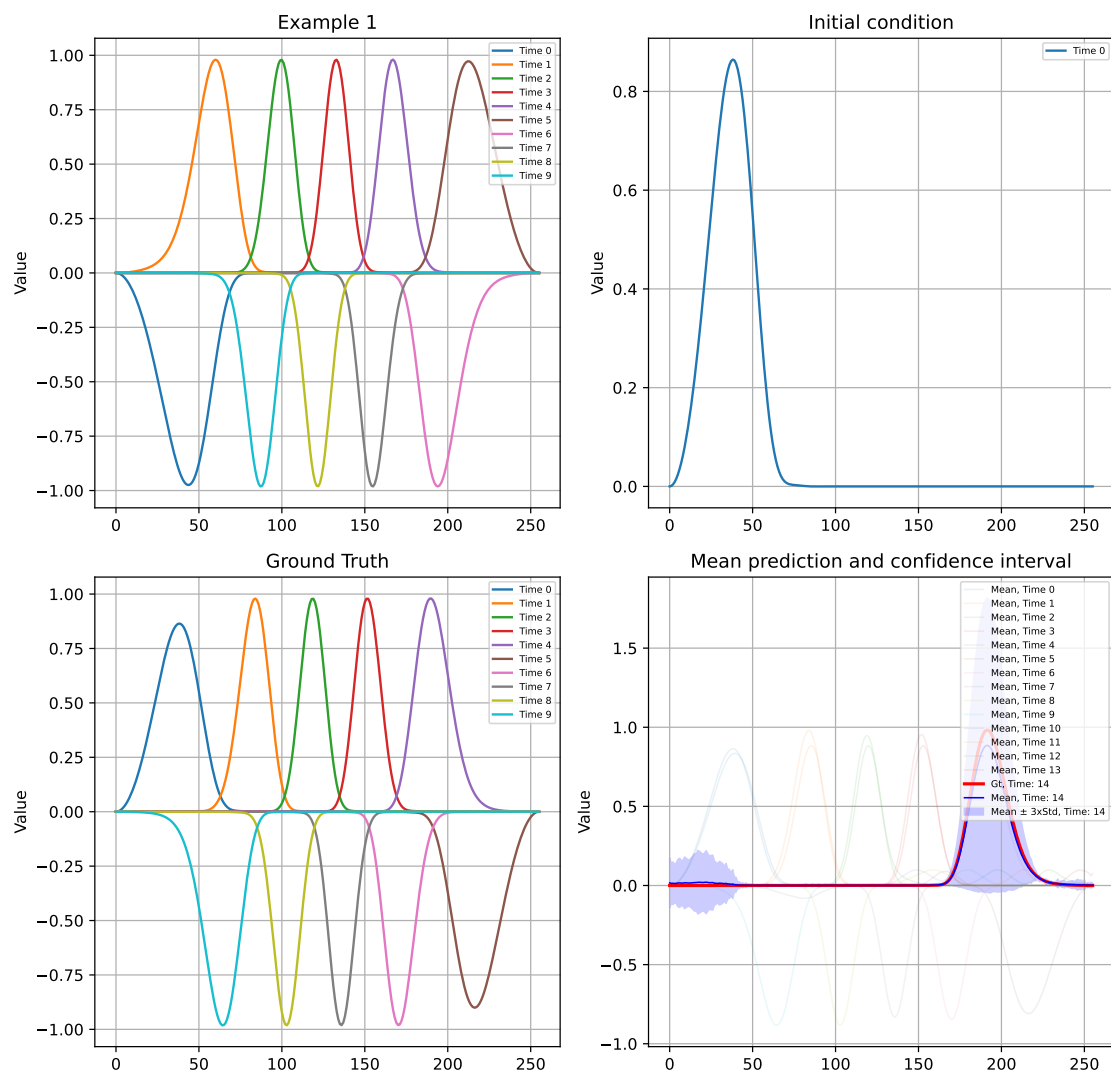 Example 1
Value
1.00
0.75
0.50
0.25
0.00
−0.25
−0.50
−0.75
−1.00
0
50
100
150
200
250
Time 0
Time 1
Time 2
Time 3
Time 4
Time 5
Time 6
Time 7
Time 8
Time 9
Initial condition
Value
0.8
0.6
0.4
0.2
0.0
0
50
100
150
200
250
Time 0
Ground Truth
Value
1.00
0.75
0.50
0.25
0.00
−0.25
−0.50
−0.75
−1.00
0
50
100
150
200
250
Time 0
Time 1
Time 2
Time 3
Time 4
Time 5
Time 6
Time 7
Time 8
Time 9
Mean prediction and confidence interval
Value
1.5
1.0
0.5
0.0
−0.5
−1.0
0
50
100
150
200
250
Mean, Time 0
Mean, Time 1
Mean, Time 2
Mean, Time 3
Mean, Time 4
Mean, Time 5
Mean, Time 6
Mean, Time 7
Mean, Time 8
Mean, Time 9
Mean, Time 10
Mean, Time 11
Mean, Time 12
Mean, Time 13
Gt, Time: 14
Mean, Time: 14
Mean ± 3xStd, Time: 14